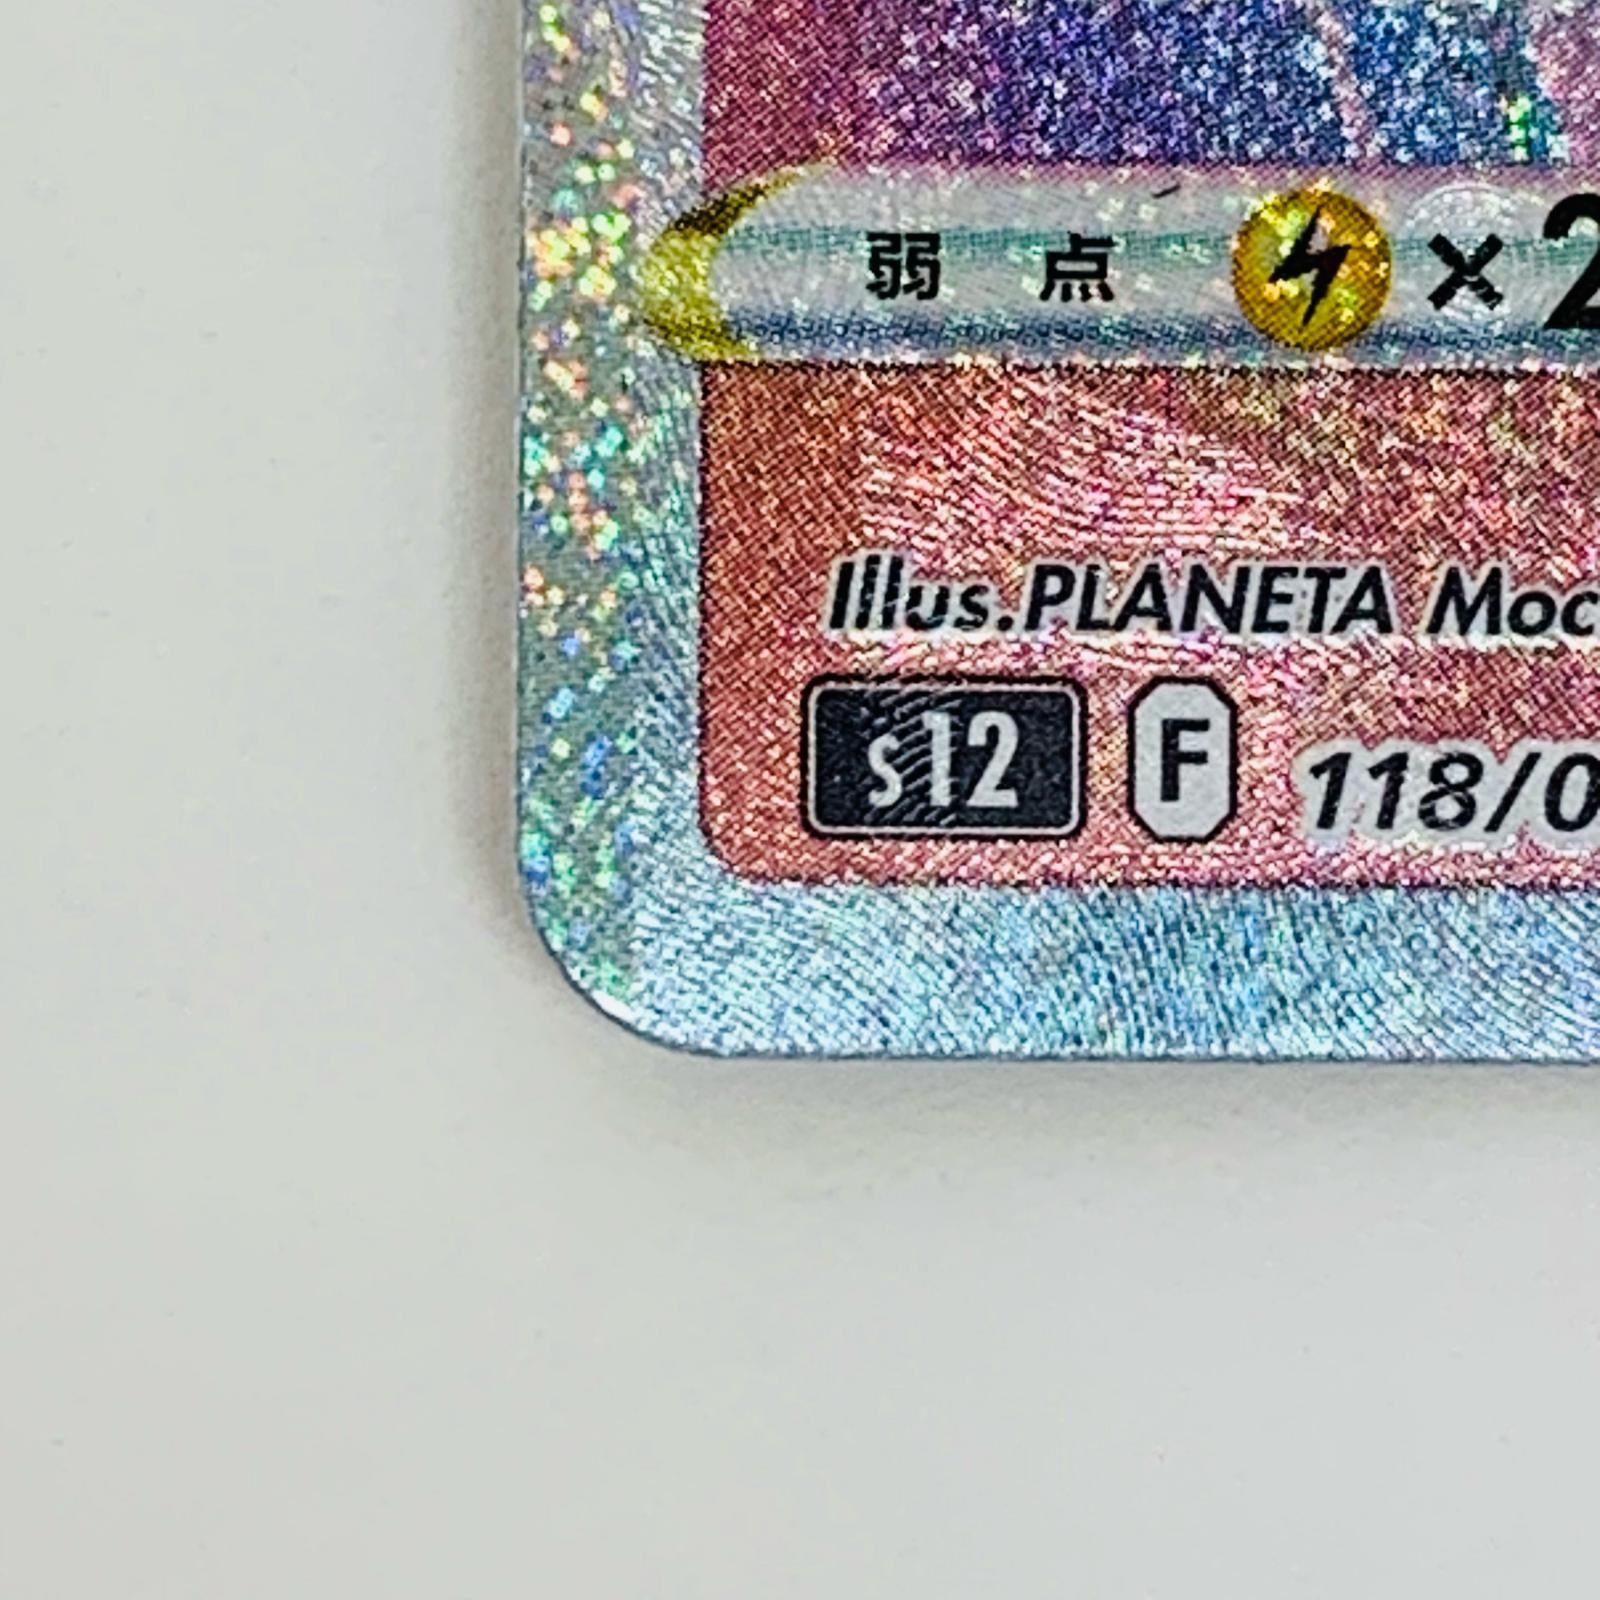 弱点 ×2
Illus.PLANETA Moc
s12 F 118/0